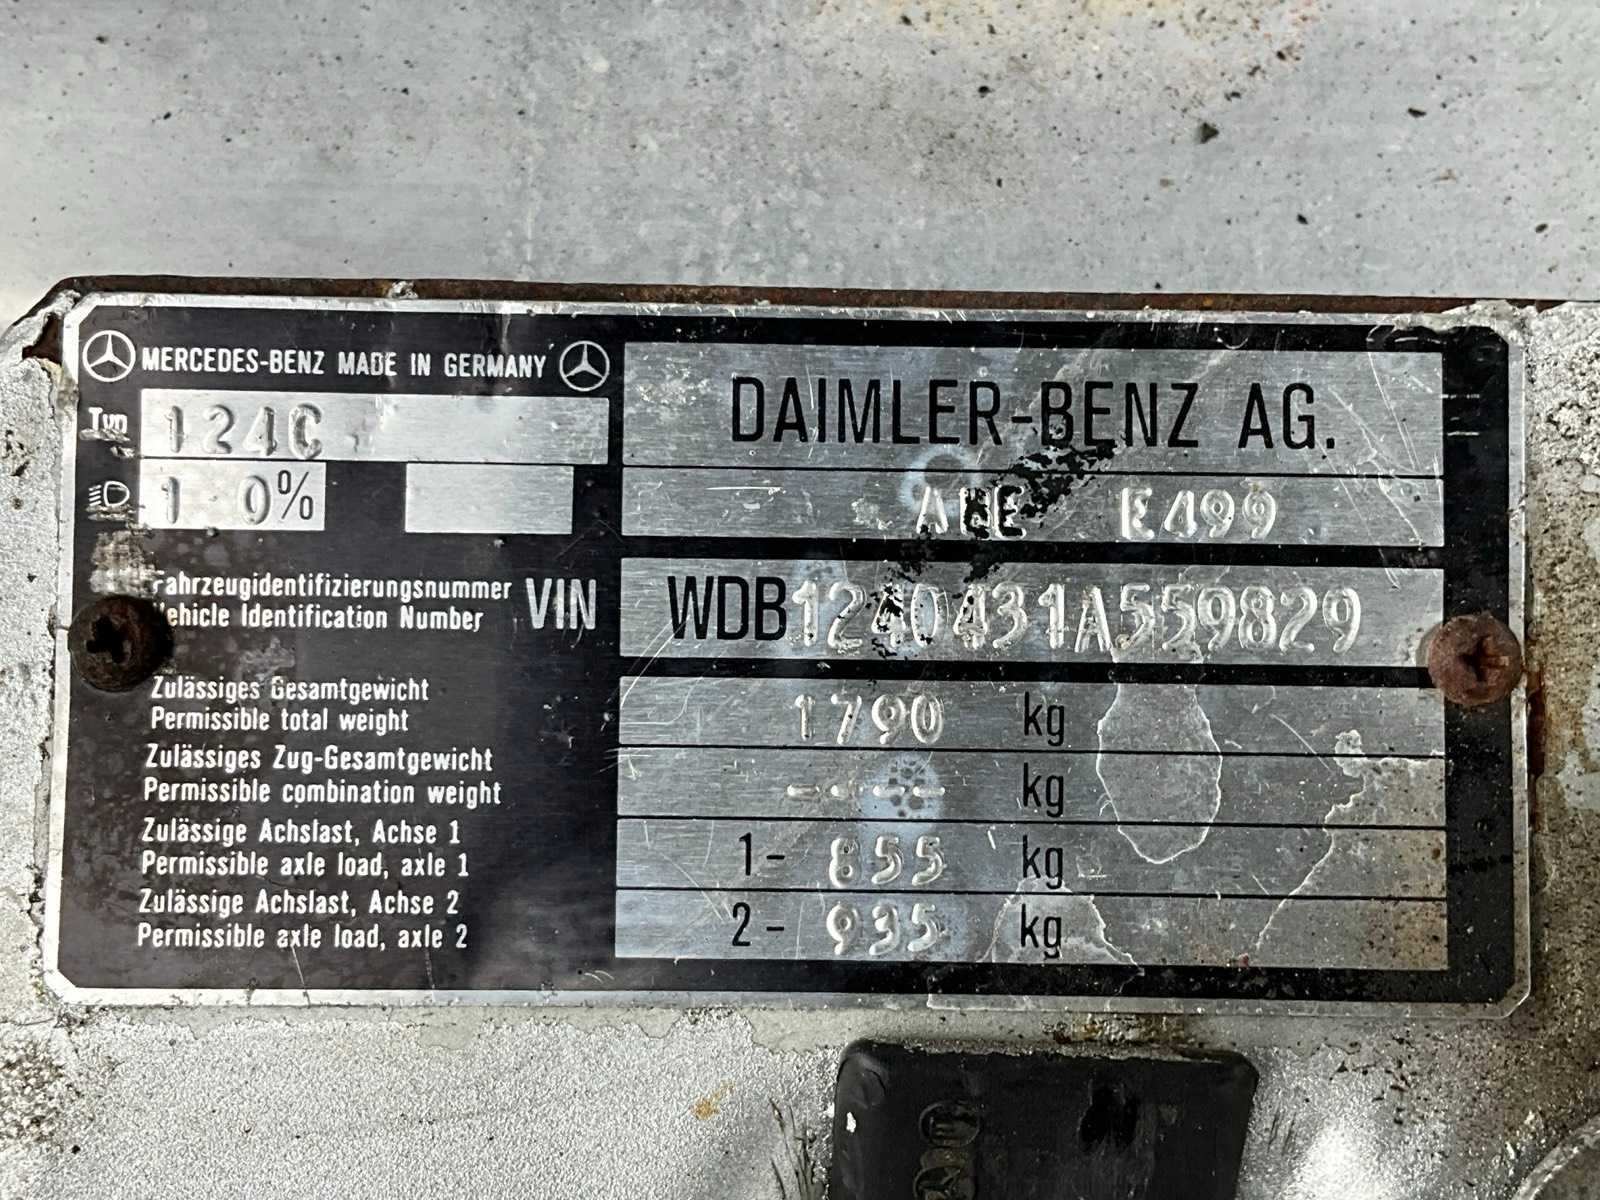 MERCEDES-BENZ MADE IN GERMANY
DAIMLER-BENZ AG.
Typ 124C
1 0%
ABE E499
Fahrzeugidentifizierungsnummer
Vehicle Identification Number
VIN WDB1240431A559829
Zulässiges Gesamtgewicht
Permissible total weight
1790 kg
Zulässiges Zug-Gesamtgewicht
Permissible combination weight
---- kg
Zulässige Achslast, Achse 1
Permissible axle load, axle 1
1- 855 kg
Zulässige Achslast, Achse 2
Permissible axle load, axle 2
2- 935 kg